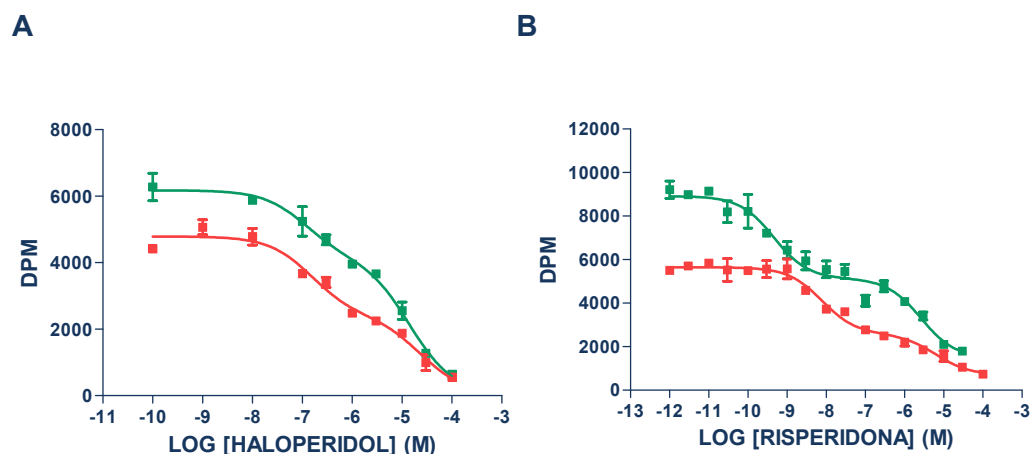 A
8000
6000
4000
2000
0
DPM
-11 -10 -9 -8 -7 -6 -5 -4 -3
LOG [HALOPERIDOL] (M)
B
12000
10000
8000
6000
4000
2000
0
DPM
-13 -12 -11 -10 -9 -8 -7 -6 -5 -4 -3
LOG [RISPERIDONA] (M)